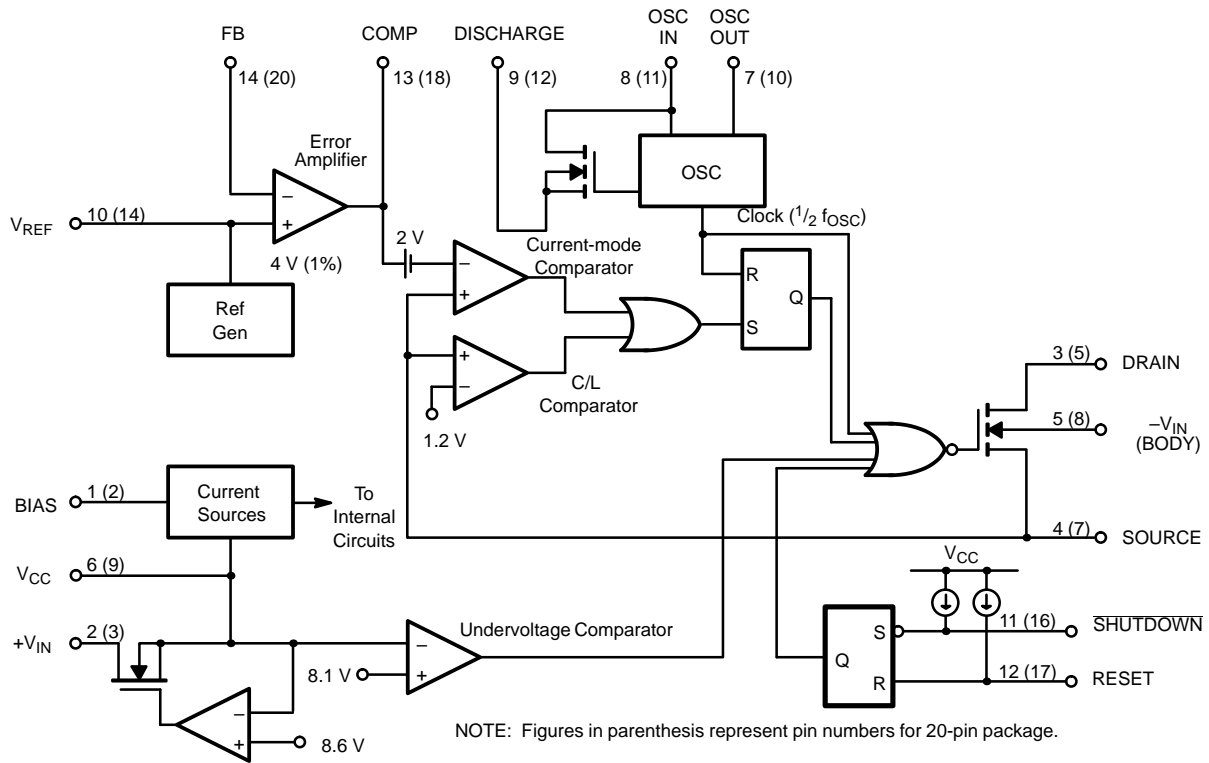 FB
COMP
DISCHARGE
OSC
IN
OSC
OUT
14 (20)
13 (18)
9 (12)
8 (11)
7 (10)
Error
Amplifier
−
+
OSC
VREF
10 (14)
4 V (1%)
Clock (1/2 fOSC)
2 V
Current-mode
Comparator
−
+
R
Q
S
Ref
Gen
+
−
C/L
Comparator
1.2 V
3 (5)
DRAIN
5 (8)
–VIN
(BODY)
BIAS
1 (2)
Current
Sources
To
Internal
Circuits
4 (7)
SOURCE
VCC
6 (9)
VCC
+VIN
2 (3)
Undervoltage Comparator
−
+
8.1 V
S
Q
R
11 (16)
SHUTDOWN
12 (17)
RESET
−
+
8.6 V
NOTE: Figures in parenthesis represent pin numbers for 20-pin package.